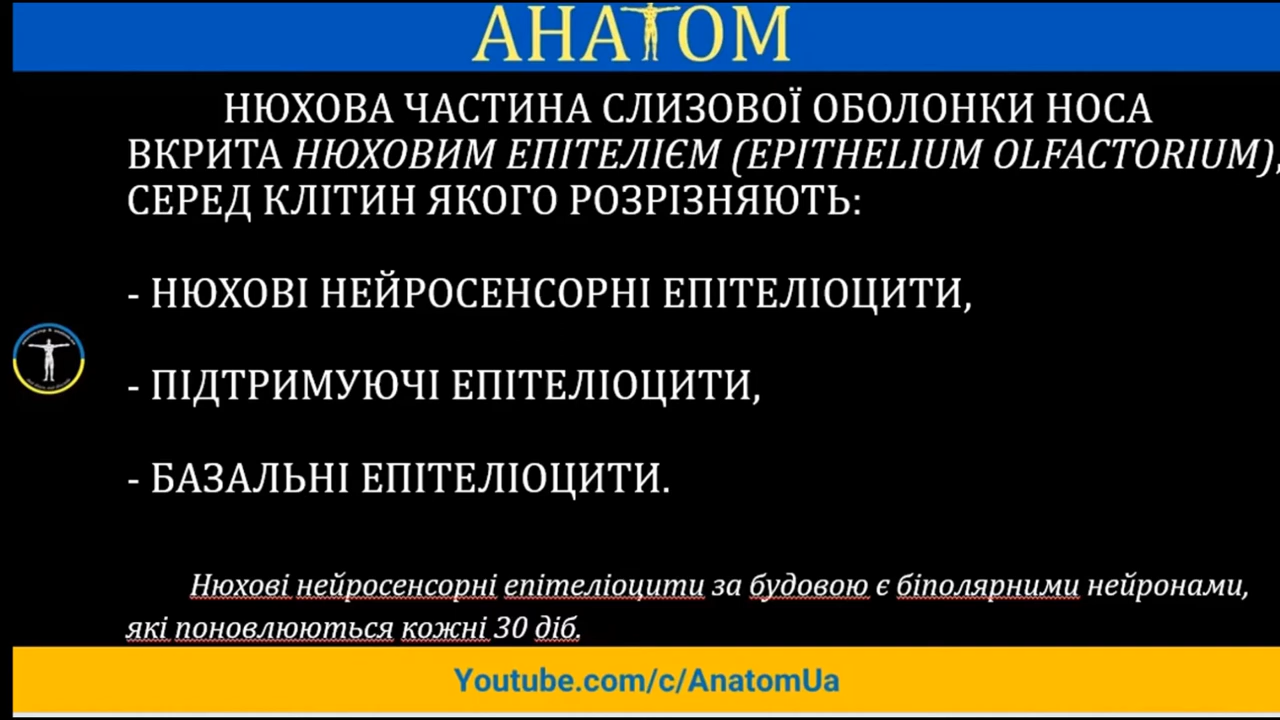 АНАТОМ
НЮХОВА ЧАСТИНА СЛИЗОВОЇ ОБОЛОНКИ НОСА
ВКРИТА НЮХОВИМ ЕПІТЕЛІЄМ (EPITHELIUM OLFACTORIUM),
СЕРЕД КЛІТИН ЯКОГО РОЗРІЗНЯЮТЬ:
- НЮХОВІ НЕЙРОСЕНСОРНІ ЕПІТЕЛІОЦИТИ,
- ПІДТРИМУЮЧІ ЕПІТЕЛІОЦИТИ,
- БАЗАЛЬНІ ЕПІТЕЛІОЦИТИ.
Нюхові нейросенсорні епітеліоцити за будовою є біполярними нейронами,
які поновлюються кожні 30 діб.
Youtube.com/c/AnatomUa